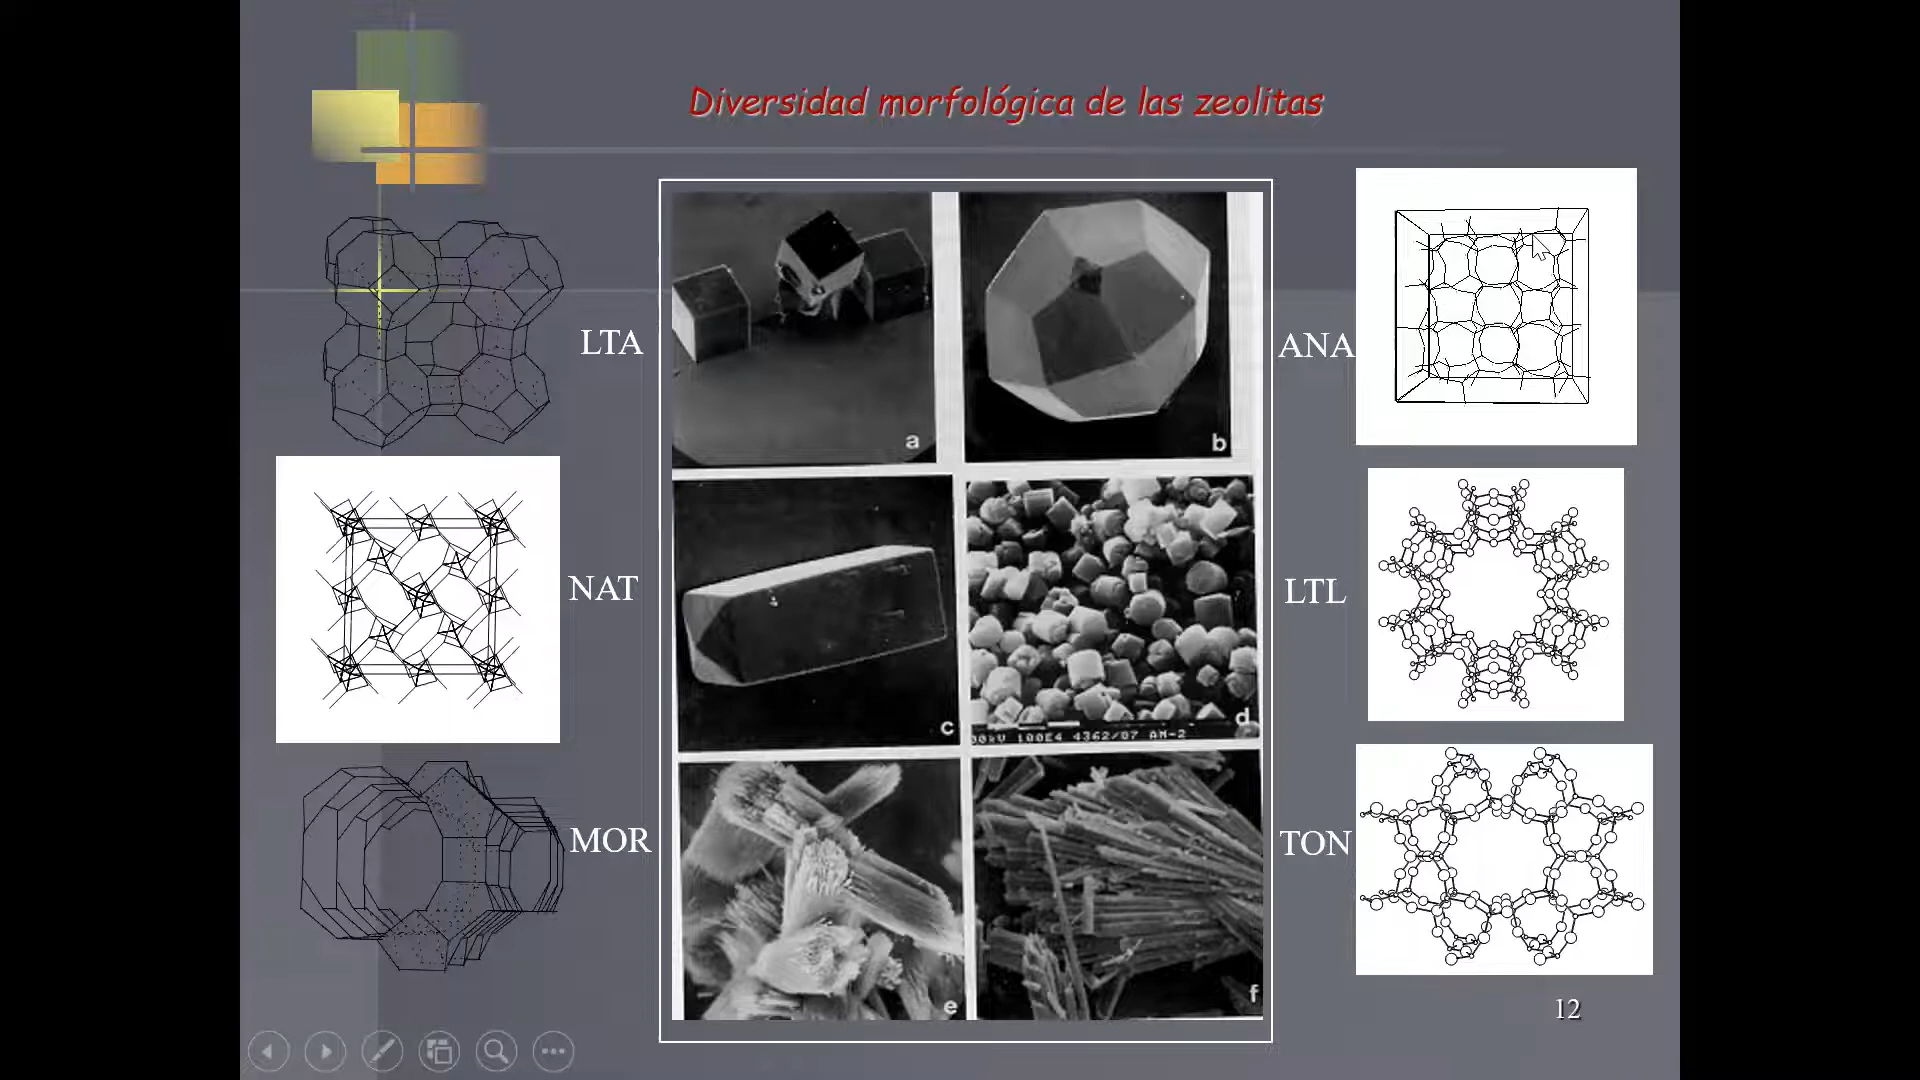 Diversidad morfológica de las zeolitas
LTA
ANA
a
b
NAT
LTL
c
d
100E4 4362/07 AM-2
MOR
TON
e
f
12